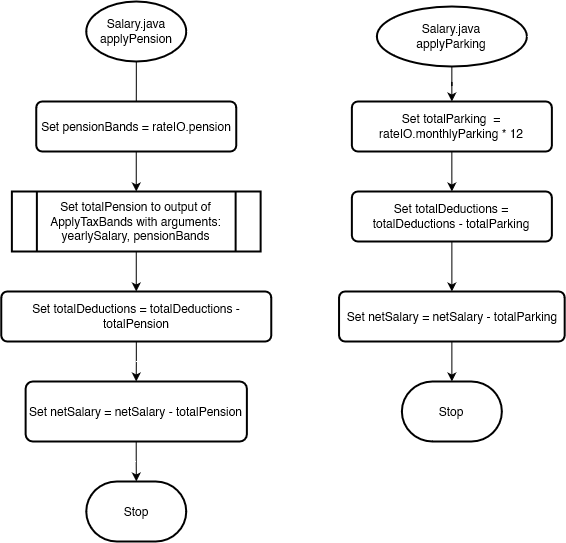 Salary.java
applyPension
Set pensionBands = rateIO.pension
Set totalPension to output of
ApplyTaxBands with arguments:
yearlySalary, pensionBands
Set totalDeductions = totalDeductions -
totalPension
Set netSalary = netSalary - totalPension
Stop
Salary.java
applyParking
Set totalParking =
rateIO.monthlyParking * 12
Set totalDeductions =
totalDeductions - totalParking
Set netSalary = netSalary - totalParking
Stop